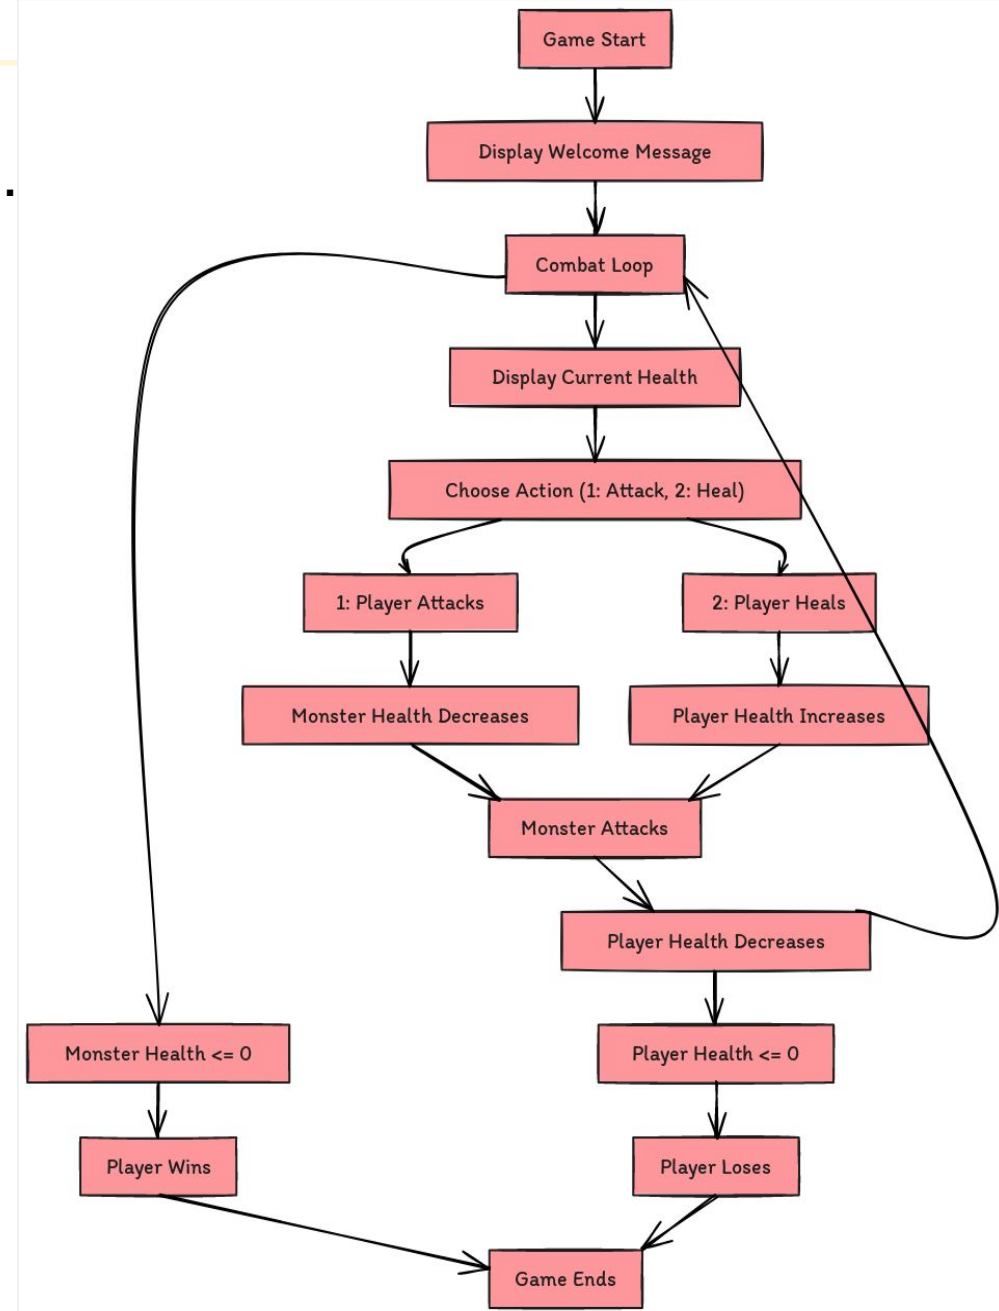 Game Start
Display Welcome Message
Combat Loop
Display Current Health
Choose Action (1: Attack, 2: Heal)
1: Player Attacks
2: Player Heals
Monster Health Decreases
Player Health Increases
Monster Attacks
Player Health Decreases
Monster Health <= 0
Player Health <= 0
Player Wins
Player Loses
Game Ends